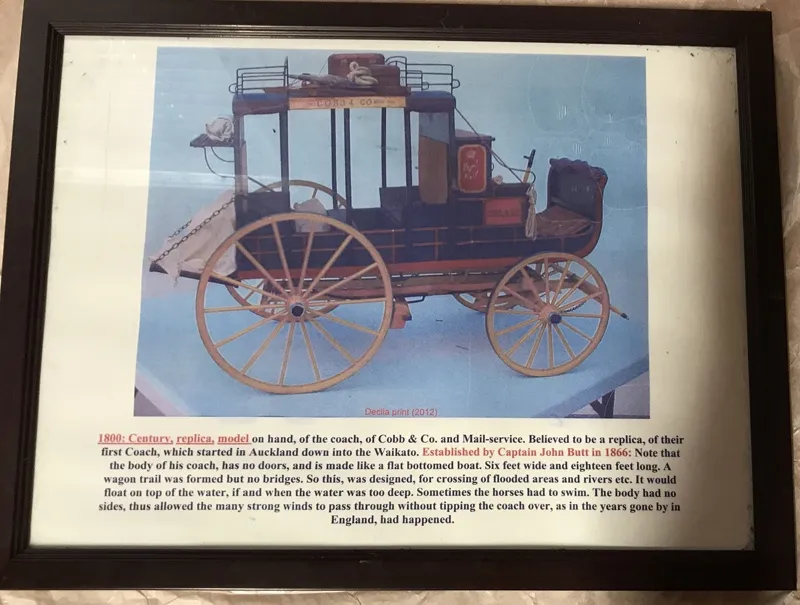 COBB & CO
Decila print (2012)
1800: Century, replica, model on hand, of the coach, of Cobb & Co. and Mail-service. Believed to be a replica, of their
first Coach, which started in Auckland down into the Waikato. Established by Captain John Butt in 1866: Note that
the body of his coach, has no doors, and is made like a flat bottomed boat. Six feet wide and eighteen feet long. A
wagon trail was formed but no bridges. So this, was designed, for crossing of flooded areas and rivers etc. It would
float on top of the water, if and when the water was too deep. Sometimes the horses had to swim. The body had no
sides, thus allowed the many strong winds to pass through without tipping the coach over, as in the years gone by in
England, had happened.